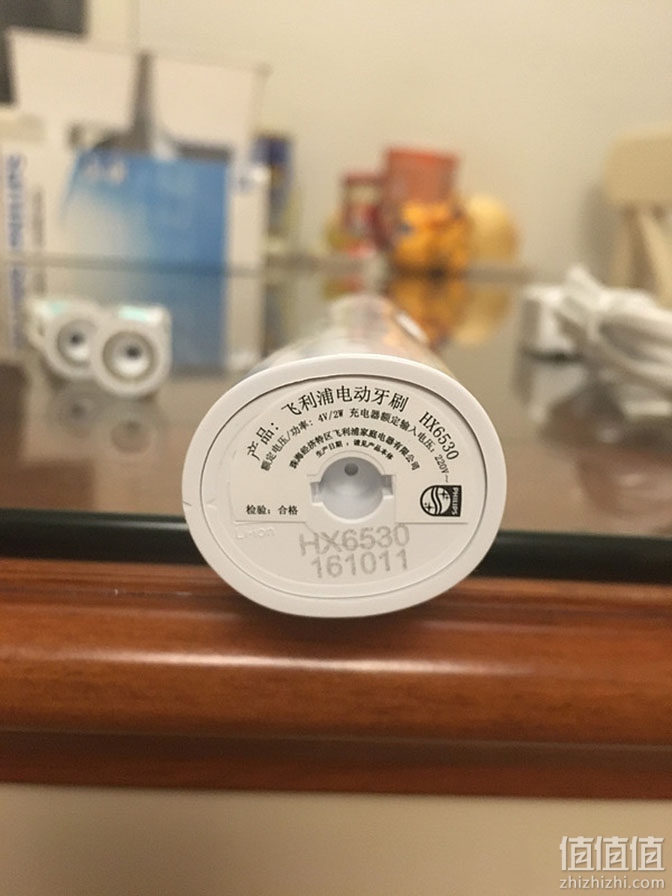 产品：飞利浦电动牙刷 HX6530
额定电压/功率：4V/2W 充电器额定输入电压：220V~
珠海经济特区飞利浦家庭电器有限公司
生产日期：请见产品本体
检验：合格
PHILIPS
Li-ion
HX6530
161011
值值值
zhizhizhi.com